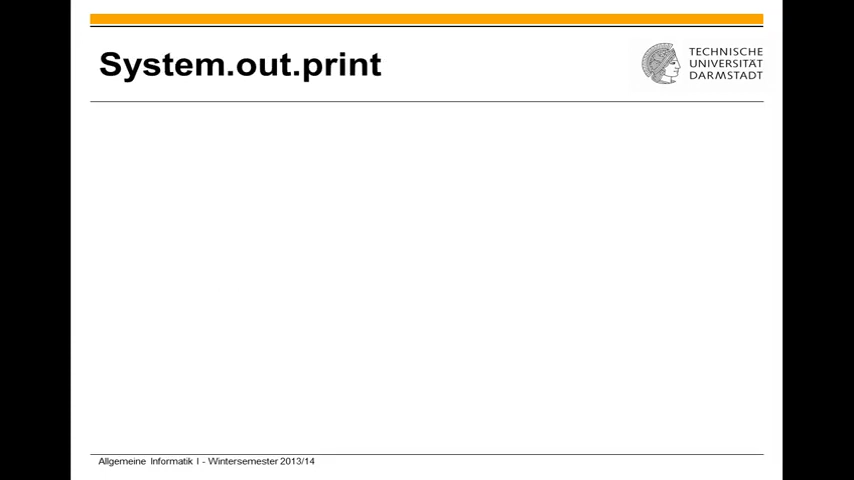 System.out.print
TECHNISCHE
UNIVERSITÄT
DARMSTADT
Allgemeine Informatik I - Wintersemester 2013/14